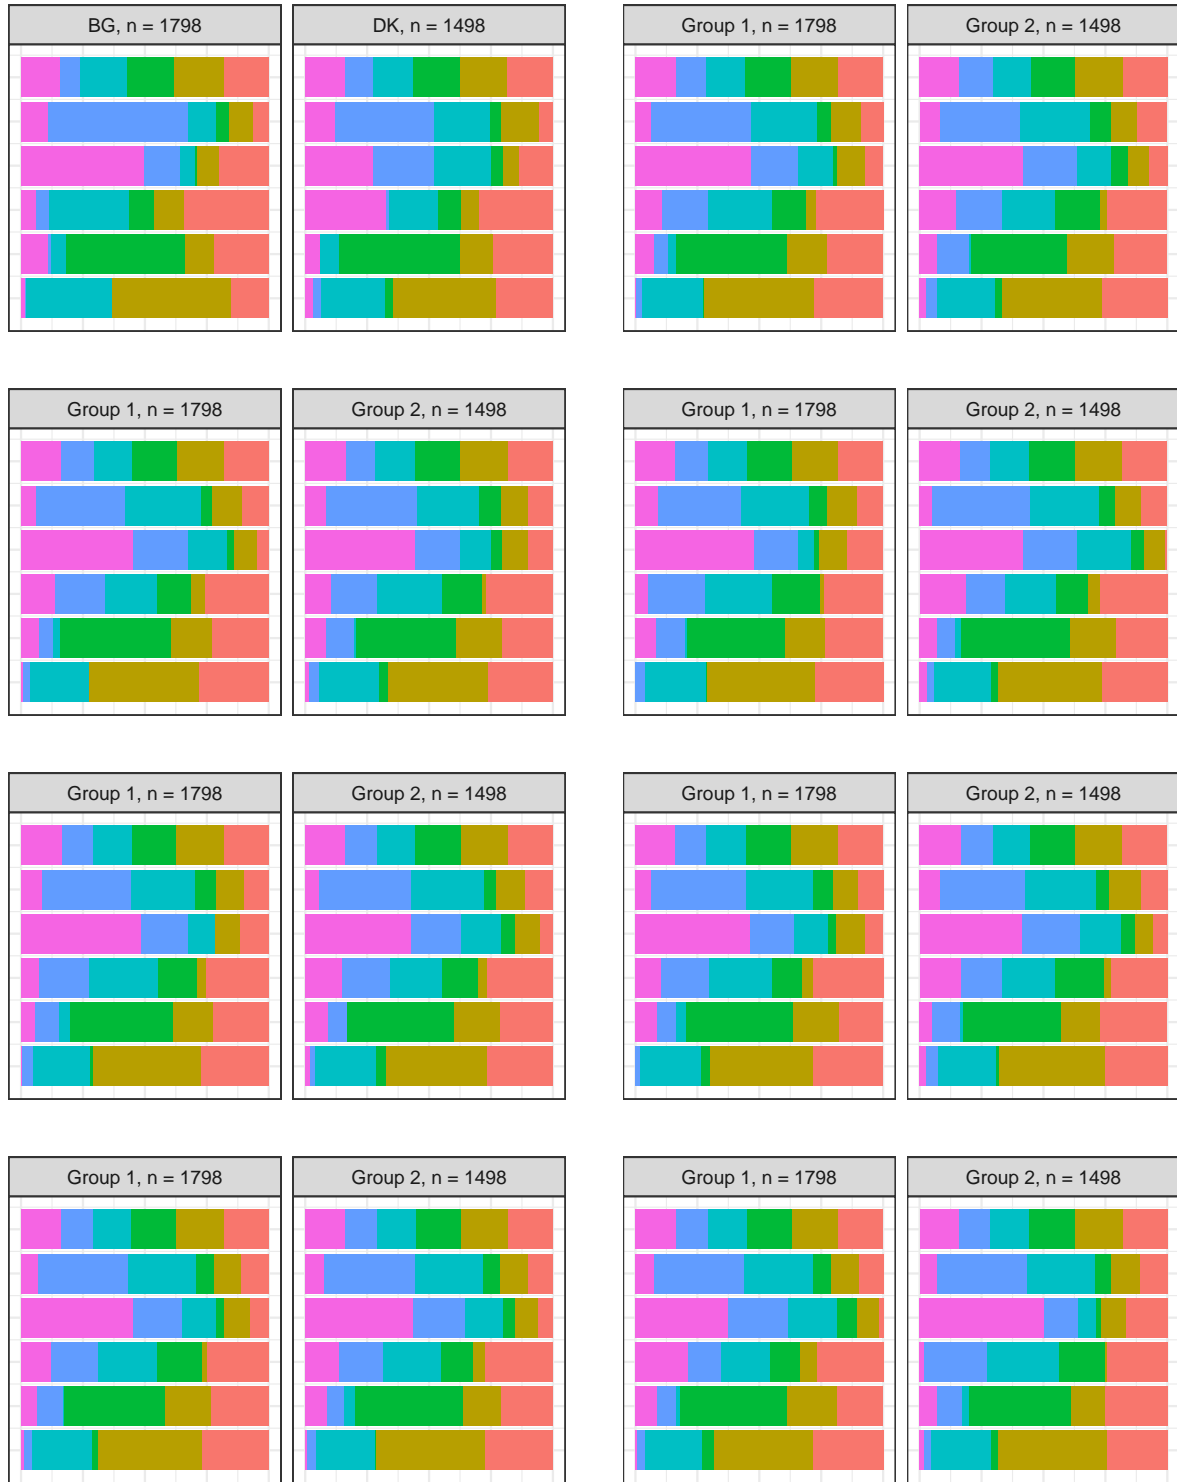 BG, n = 1798
DK, n = 1498
Group 1, n = 1798
Group 2, n = 1498
Group 1, n = 1798
Group 2, n = 1498
Group 1, n = 1798
Group 2, n = 1498
Group 1, n = 1798
Group 2, n = 1498
Group 1, n = 1798
Group 2, n = 1498
Group 1, n = 1798
Group 2, n = 1498
Group 1, n = 1798
Group 2, n = 1498